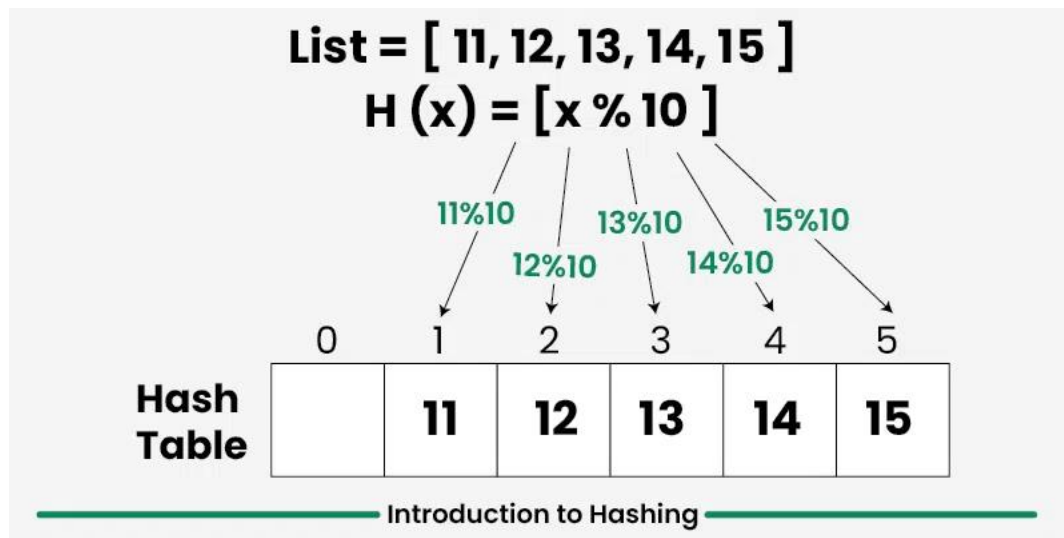 List = [ 11, 12, 13, 14, 15 ]
H (x) = [x % 10 ]
11%10
12%10
13%10
14%10
15%10
0 1 2 3 4 5
Hash
Table
11 12 13 14 15
Introduction to Hashing